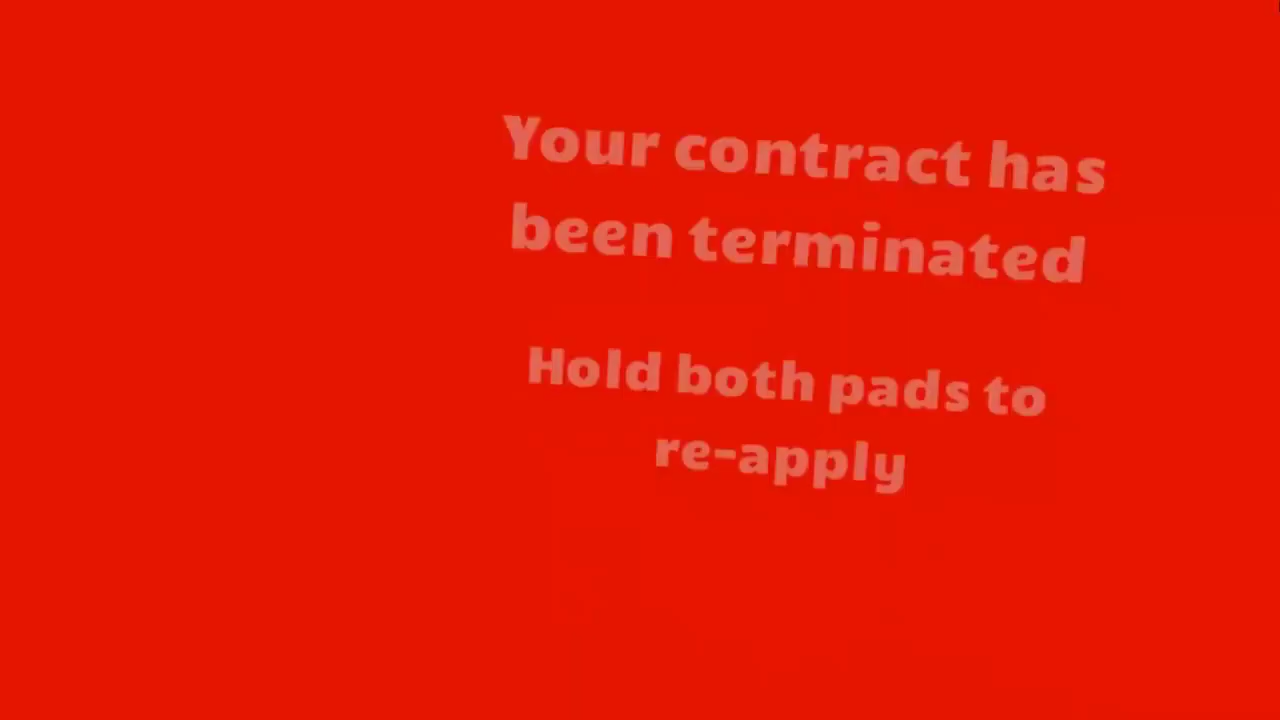 Your contract has
been terminated
Hold both pads to
re-apply